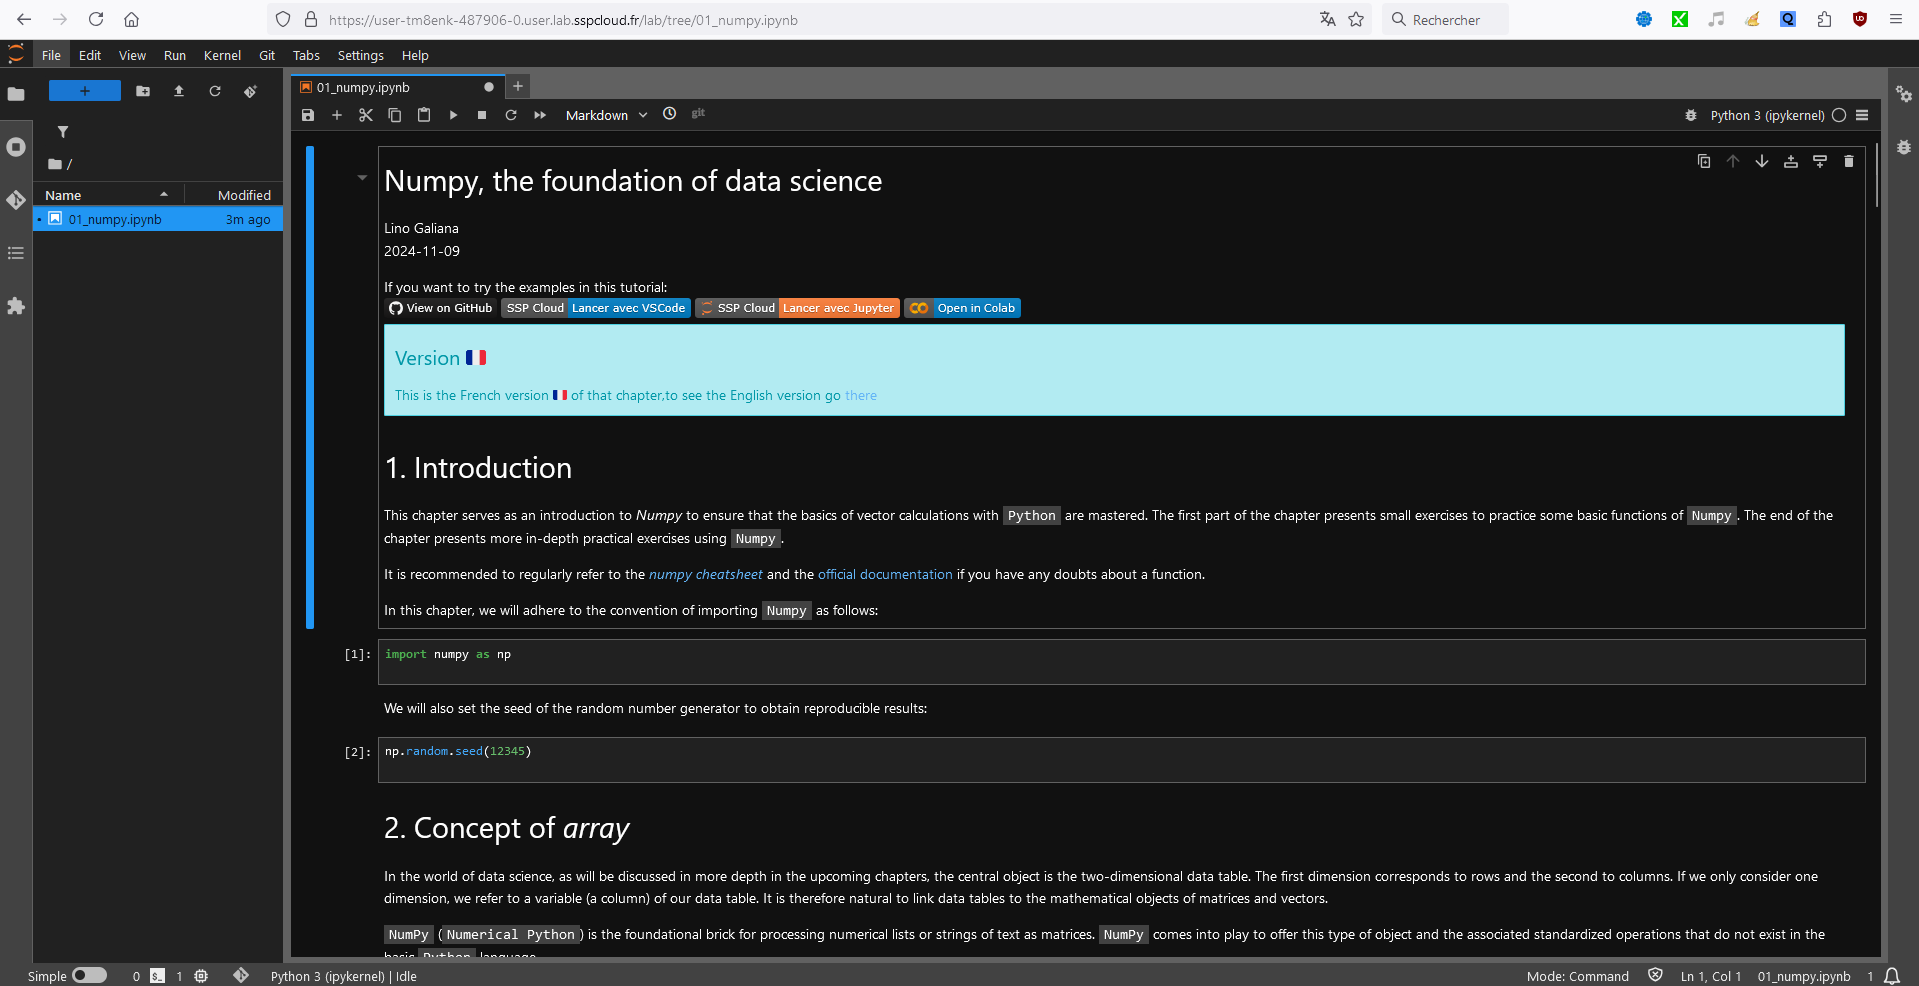 https://user-tm8enk-487906-0.user.lab.sspcloud.fr/lab/tree/01_numpy.ipynb
Rechercher
File Edit View Run Kernel Git Tabs Settings Help
01_numpy.ipynb
Markdown
git
Python 3 (ipykernel)
/
Name Modified
01_numpy.ipynb 3m ago
Numpy, the foundation of data science
Lino Galiana
2024-11-09
If you want to try the examples in this tutorial:
View on GitHub SSP Cloud Lancer avec VSCode SSP Cloud Lancer avec Jupyter Open in Colab
Version 🇫🇷
This is the French version 🇫🇷 of that chapter,to see the English version go there
1. Introduction
This chapter serves as an introduction to Numpy to ensure that the basics of vector calculations with Python are mastered. The first part of the chapter presents small exercises to practice some basic functions of Numpy. The end of the
chapter presents more in-depth practical exercises using Numpy.
It is recommended to regularly refer to the numpy cheatsheet and the official documentation if you have any doubts about a function.
In this chapter, we will adhere to the convention of importing Numpy as follows:
[1]: import numpy as np
We will also set the seed of the random number generator to obtain reproducible results:
[2]: np.random.seed(12345)
2. Concept of array
In the world of data science, as will be discussed in more depth in the upcoming chapters, the central object is the two-dimensional data table. The first dimension corresponds to rows and the second to columns. If we only consider one
dimension, we refer to a variable (a column) of our data table. It is therefore natural to link data tables to the mathematical objects of matrices and vectors.
NumPy (Numerical Python) is the foundational brick for processing numerical lists or strings of text as matrices. NumPy comes into play to offer this type of object and the associated standardized operations that do not exist in the
basic Python language.
Simple 0 1 Python 3 (ipykernel) | Idle Mode: Command Ln 1, Col 1 01_numpy.ipynb 1